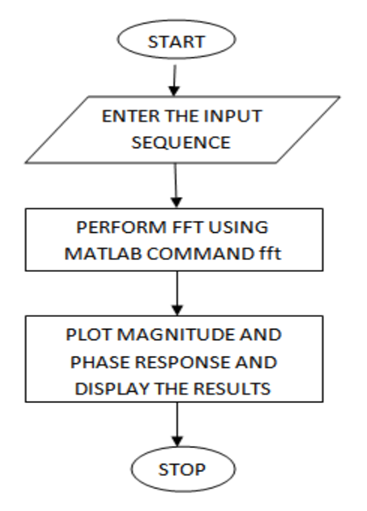 START
ENTER THE INPUT
SEQUENCE
PERFORM FFT USING
MATLAB COMMAND fft
PLOT MAGNITUDE AND
PHASE RESPONSE AND
DISPLAY THE RESULTS
STOP